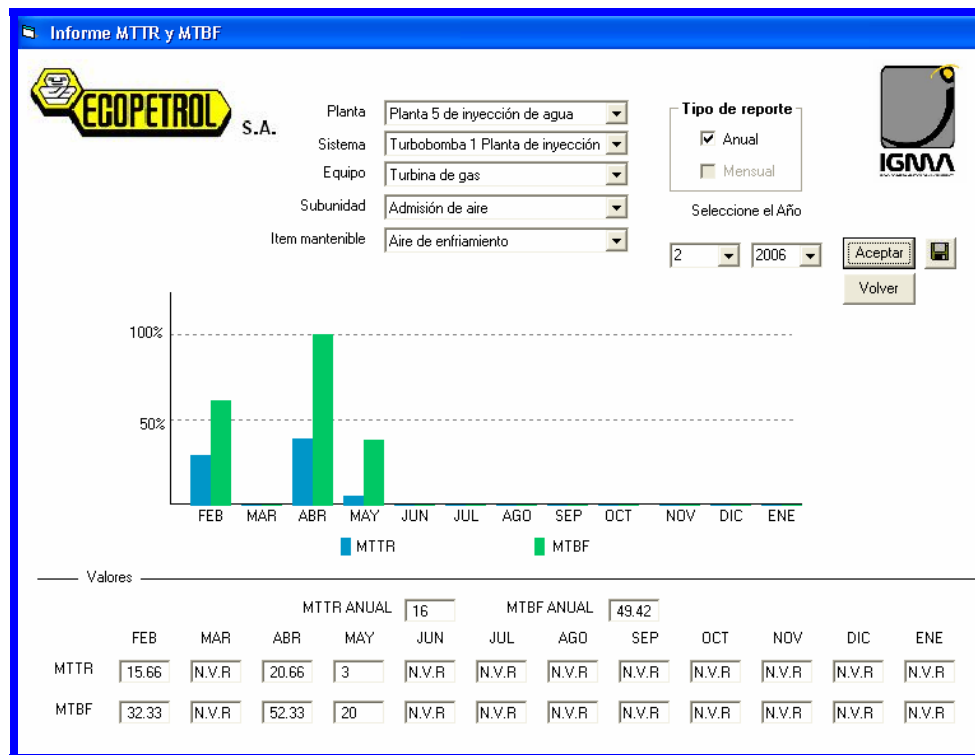 Informe MTTR y MTBF
ECOPETROL S.A.
IGMA
Planta Planta 5 de inyección de agua
Sistema Turbobomba 1 Planta de inyección
Equipo Turbina de gas
Subunidad Admisión de aire
Item mantenible Aire de enfriamiento
Tipo de reporte
Anual
Mensual
Seleccione el Año
2 2006
Aceptar
Volver
100%
50%
FEB MAR ABR MAY JUN JUL AGO SEP OCT NOV DIC ENE
MTTR MTBF
Valores
MTTR ANUAL 16 MTBF ANUAL 49.42
FEB MAR ABR MAY JUN JUL AGO SEP OCT NOV DIC ENE
MTTR 15.66 N.V.R 20.66 3 N.V.R N.V.R N.V.R N.V.R N.V.R N.V.R N.V.R N.V.R
MTBF 32.33 N.V.R 52.33 20 N.V.R N.V.R N.V.R N.V.R N.V.R N.V.R N.V.R N.V.R